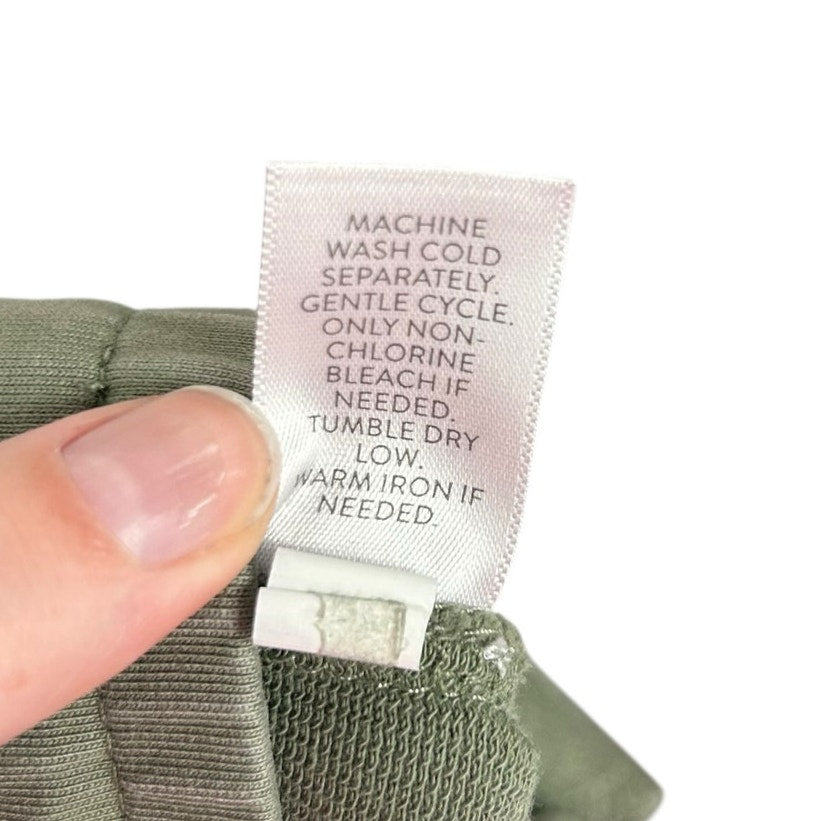 MACHINE
WASH COLD
SEPARATELY.
GENTLE CYCLE.
ONLY NON-
CHLORINE
BLEACH IF
NEEDED.
TUMBLE DRY
LOW.
WARM IRON IF
NEEDED.